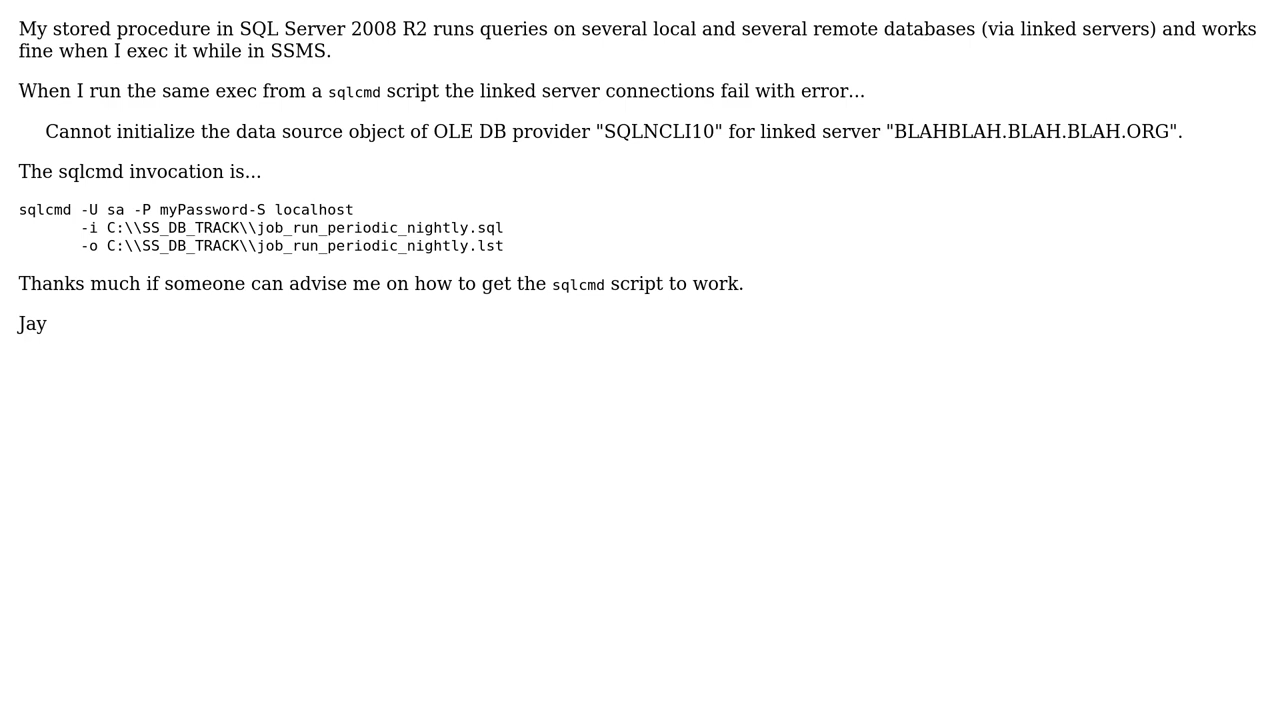 My stored procedure in SQL Server 2008 R2 runs queries on several local and several remote databases (via linked servers) and works
fine when I exec it while in SSMS.
When I run the same exec from a sqlcmd script the linked server connections fail with error...
Cannot initialize the data source object of OLE DB provider "SQLNCLI10" for linked server "BLAHBLAH.BLAH.BLAH.ORG".
The sqlcmd invocation is...
sqlcmd -U sa -P myPassword-S localhost
-i C:\\SS_DB_TRACK\\job_run_periodic_nightly.sql
-o C:\\SS_DB_TRACK\\job_run_periodic_nightly.lst
Thanks much if someone can advise me on how to get the sqlcmd script to work.
Jay